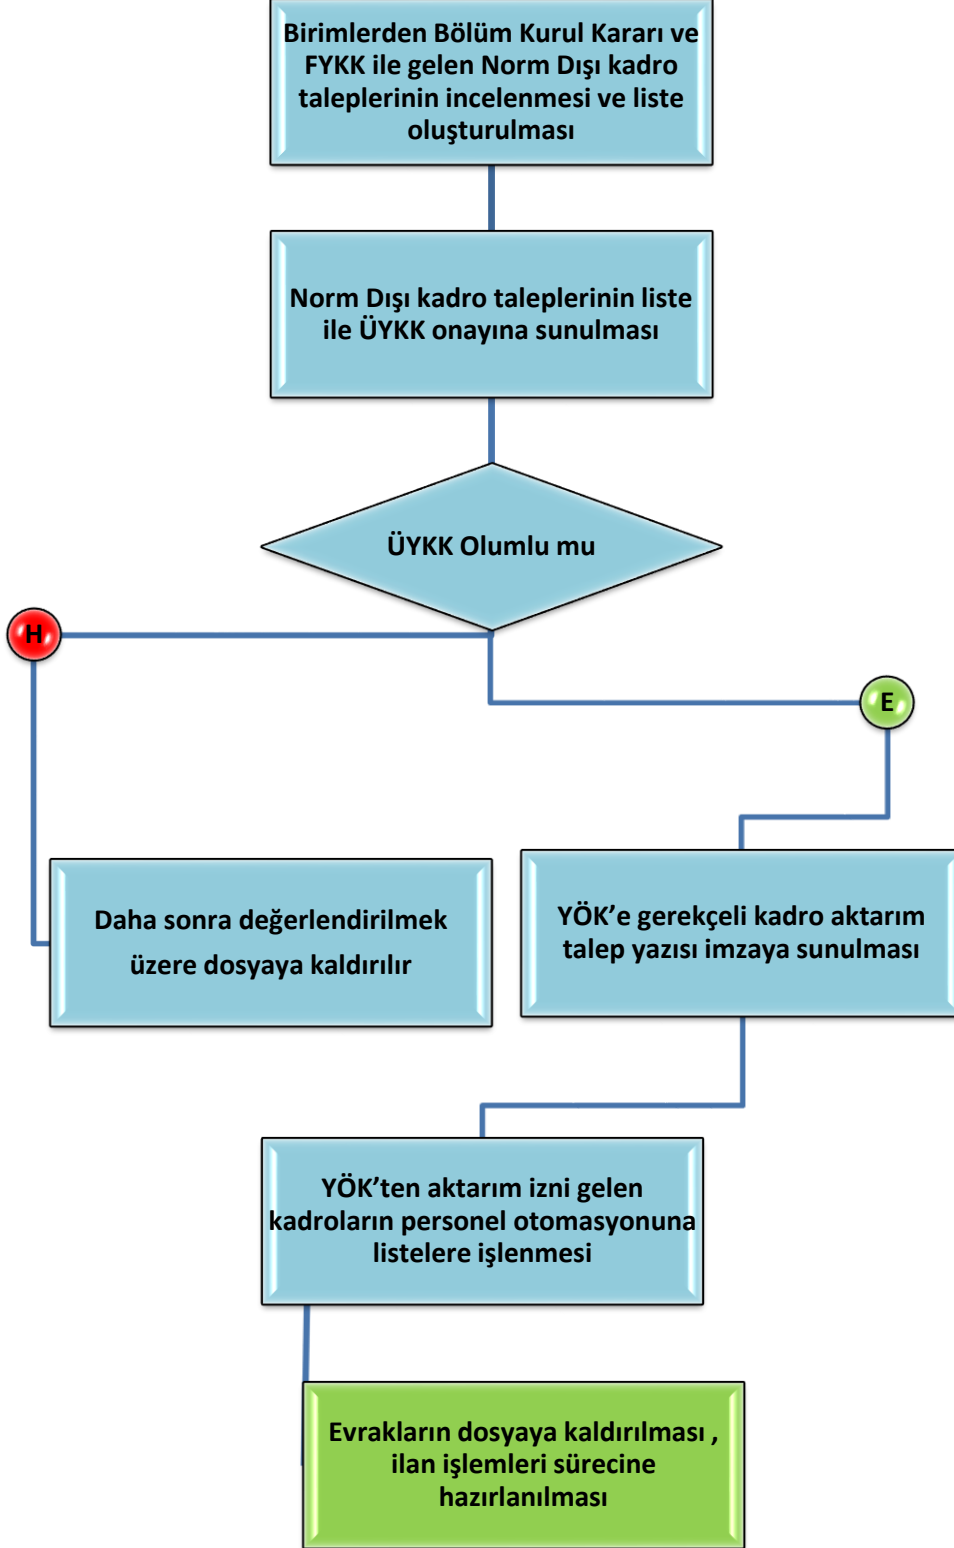 Birimlerden Bölüm Kurul Kararı ve
FYKK ile gelen Norm Dışı kadro
taleplerinin incelenmesi ve liste
oluşturulması
Norm Dışı kadro taleplerinin liste
ile ÜYKK onayına sunulması
ÜYKK Olumlu mu
H
E
Daha sonra değerlendirilmek
üzere dosyaya kaldırılır
YÖK’e gerekçeli kadro aktarım
talep yazısı imzaya sunulması
YÖK’ten aktarım izni gelen
kadroların personel otomasyonuna
listelere işlenmesi
Evrakların dosyaya kaldırılması ,
ilan işlemleri sürecine
hazırlanılması